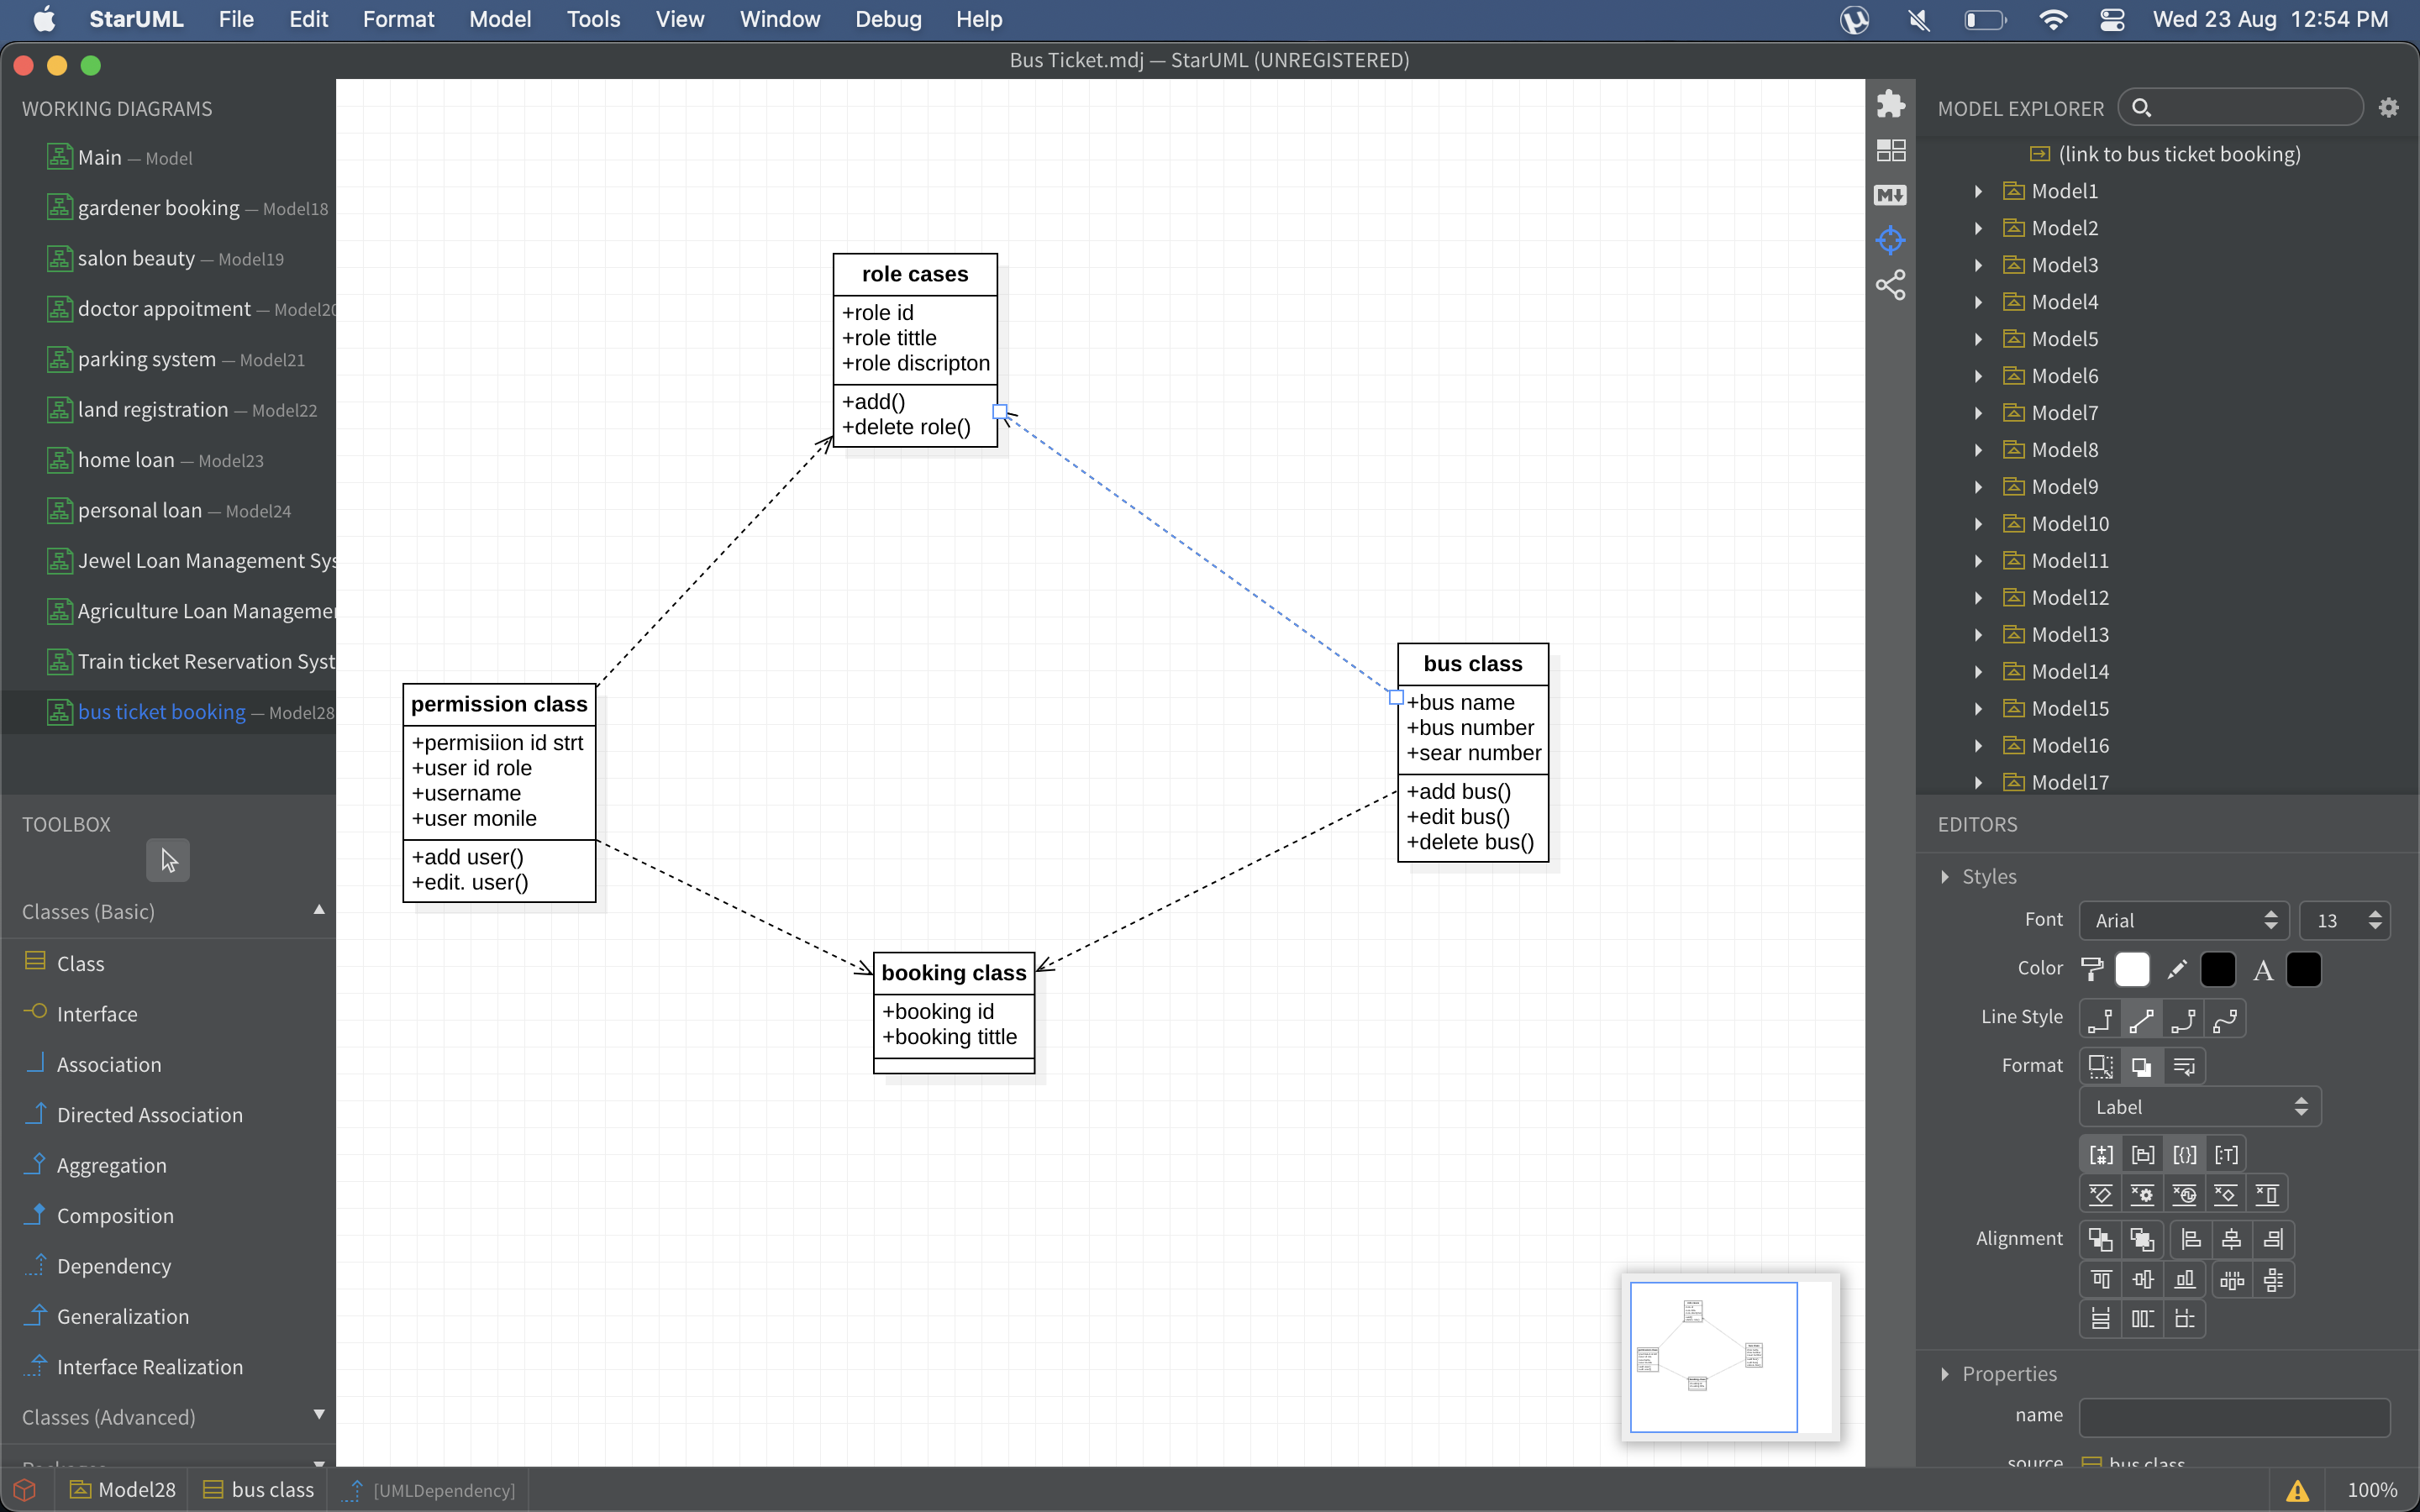 StarUML File Edit Format Model Tools View Window Debug Help Wed 23 Aug 12:54 PM
Bus Ticket.mdj — StarUML (UNREGISTERED)
WORKING DIAGRAMS
Main — Model
gardener booking — Model18
salon beauty — Model19
doctor appoitment — Model20
parking system — Model21
land registration — Model22
home loan — Model23
personal loan — Model24
Jewel Loan Management Sys
Agriculture Loan Managemen
Train ticket Reservation Syst
bus ticket booking — Model28
TOOLBOX
Classes (Basic)
Class
Interface
Association
Directed Association
Aggregation
Composition
Dependency
Generalization
Interface Realization
Classes (Advanced)
role cases
+role id
+role tittle
+role discripton
+add()
+delete role()
permission class
+permisiion id strt
+user id role
+username
+user monile
+add user()
+edit. user()
bus class
+bus name
+bus number
+sear number
+add bus()
+edit bus()
+delete bus()
booking class
+booking id
+booking tittle
MODEL EXPLORER
(link to bus ticket booking)
Model1
Model2
Model3
Model4
Model5
Model6
Model7
Model8
Model9
Model10
Model11
Model12
Model13
Model14
Model15
Model16
Model17
EDITORS
Styles
Font Arial 13
Color
Line Style
Format
Label
Alignment
Properties
name
source bus class
Model28 bus class [UMLDependency] 100%